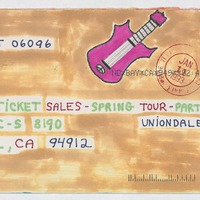 T 06096
JAN
TICKET SALES-SPRING TOUR-PART
C-S 8190
UNIONDALE
CA 94912